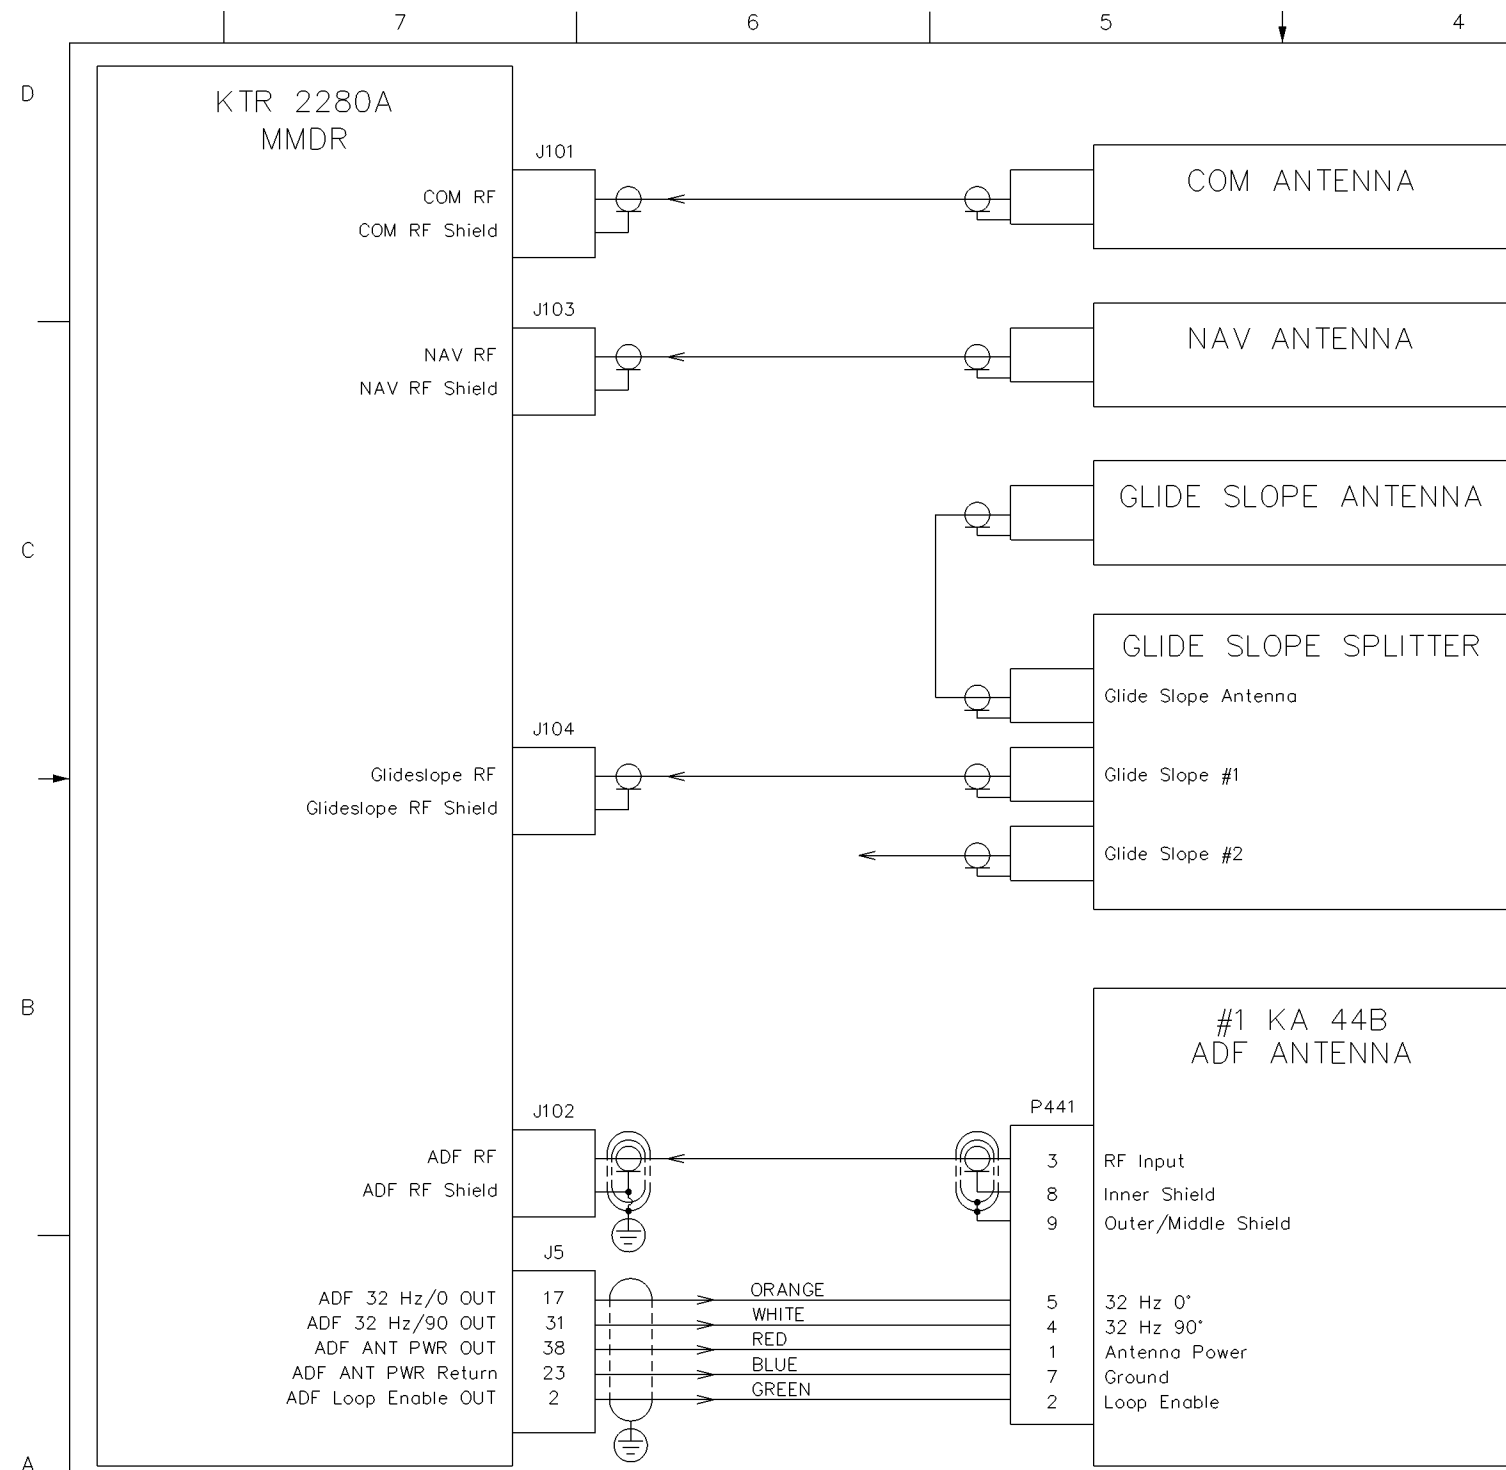 7 6 5 4
D
KTR 2280A
MMDR
J101
COM RF
COM RF Shield
COM ANTENNA
J103
NAV RF
NAV RF Shield
NAV ANTENNA
C
GLIDE SLOPE ANTENNA
GLIDE SLOPE SPLITTER
Glide Slope Antenna
J104
Glideslope RF
Glideslope RF Shield
Glide Slope #1
Glide Slope #2
B
#1 KA 44B
ADF ANTENNA
J102
P441
ADF RF
ADF RF Shield
3 RF Input
8 Inner Shield
9 Outer/Middle Shield
J5
ADF 32 Hz/0 OUT 17 ORANGE 5 32 Hz 0°
ADF 32 Hz/90 OUT 31 WHITE 4 32 Hz 90°
ADF ANT PWR OUT 38 RED 1 Antenna Power
ADF ANT PWR Return 23 BLUE 7 Ground
ADF Loop Enable OUT 2 GREEN 2 Loop Enable
A